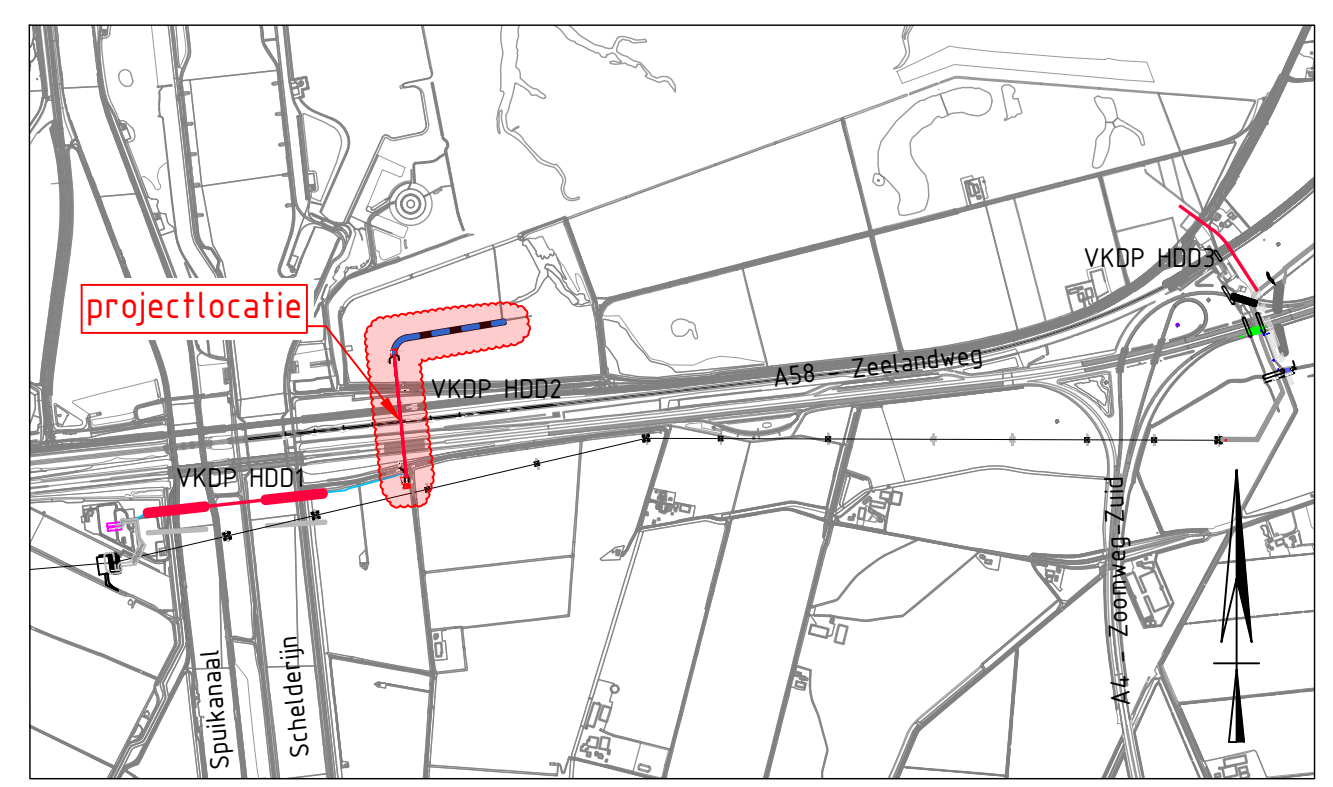 VKDP HDD3
projectlocatie
A58 - Zeelandweg
VKDP HDD2
VKDP HDD1
A4 - Zoomweg-Zuid
Spuikanaal
Schelderijn